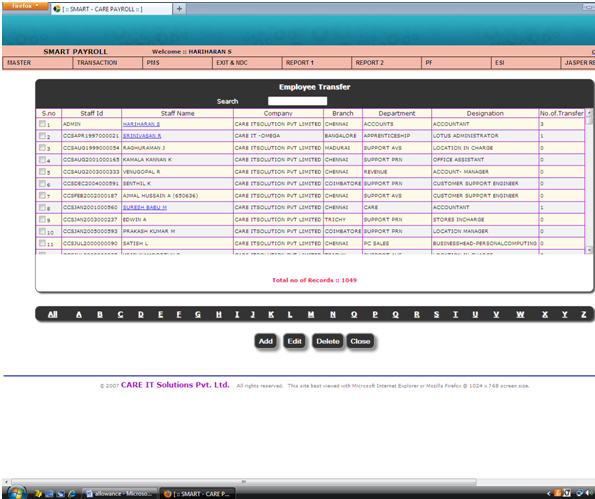 Firefox
[ :: SMART - CARE PAYROLL :: ]
SMART PAYROLL Welcome :: HARIHARAN S
MASTER TRANSACTION PMS EXIT & NDC REPORT 1 REPORT 2 PF ESI JASPER RE
Employee Transfer
Search
S.no Staff Id Staff Name Company Branch Department Designation No.of.Transfer
1 ADMIN HARIHARAN S CARE ITSOLUTION PVT LIMITED CHENNAI ACCOUNTS ACCOUNTANT 3
2 CCSAPR1997000021 SRINIVASAN R CARE IT -OMEGA BANGALORE APPRENTICESHIP LOTUS ADMINISTRATOR 1
3 CCSAUG1999000054 RAGHURAMAN J CARE ITSOLUTION PVT LIMITED MADURAI SUPPORT AVS LOCATION IN CHARGE 0
4 CCSAUG2001000165 KAMALA KANNAN K CARE ITSOLUTION PVT LIMITED CHENNAI SUPPORT PRN OFFICE ASSISTANT 0
5 CCSAUG2003000333 VENUGOPAL R CARE ITSOLUTION PVT LIMITED CHENNAI REVENUE ACCOUNT- MANAGER 0
6 CCSDEC2004000591 SENTHIL K CARE ITSOLUTION PVT LIMITED COIMBATORE SUPPORT PRN CUSTOMER SUPPORT ENGINEER 0
7 CCSFEB2002000187 AJMAL HUSSAIN A (650636) CARE ITSOLUTION PVT LIMITED CHENNAI SUPPORT AVS CUSTOMER SUPPORT ENGINEER 0
8 CCSJAN2001000560 SURESH BABU M CARE ITSOLUTION PVT LIMITED CHENNAI CARE ACCOUNTANT 1
9 CCSJAN2003000237 EDWIN A CARE ITSOLUTION PVT LIMITED TRICHY SUPPORT PRN STORES INCHARGE 0
10 CCSJAN2005000593 PRAKASH KUMAR M CARE ITSOLUTION PVT LIMITED COIMBATORE SUPPORT PRN LOCATION MANAGER 0
11 CCSJUL2000000090 SATISH L CARE ITSOLUTION PVT LIMITED CHENNAI PC SALES BUSINESSHEAD-PERSONALCOMPUTING 0
Total no of Records :: 1049
All A B C D E F G H I J K L M N O P Q R S T U V W X Y Z
Add Edit Delete Close
© 2007 CARE IT Solutions Pvt. Ltd. All rights reserved. This site best viewed with Microsoft Internet Explorer or Mozilla Firefox @ 1024 x 768 screen size.
allowance - Microso... [ :: SMART - CARE P...